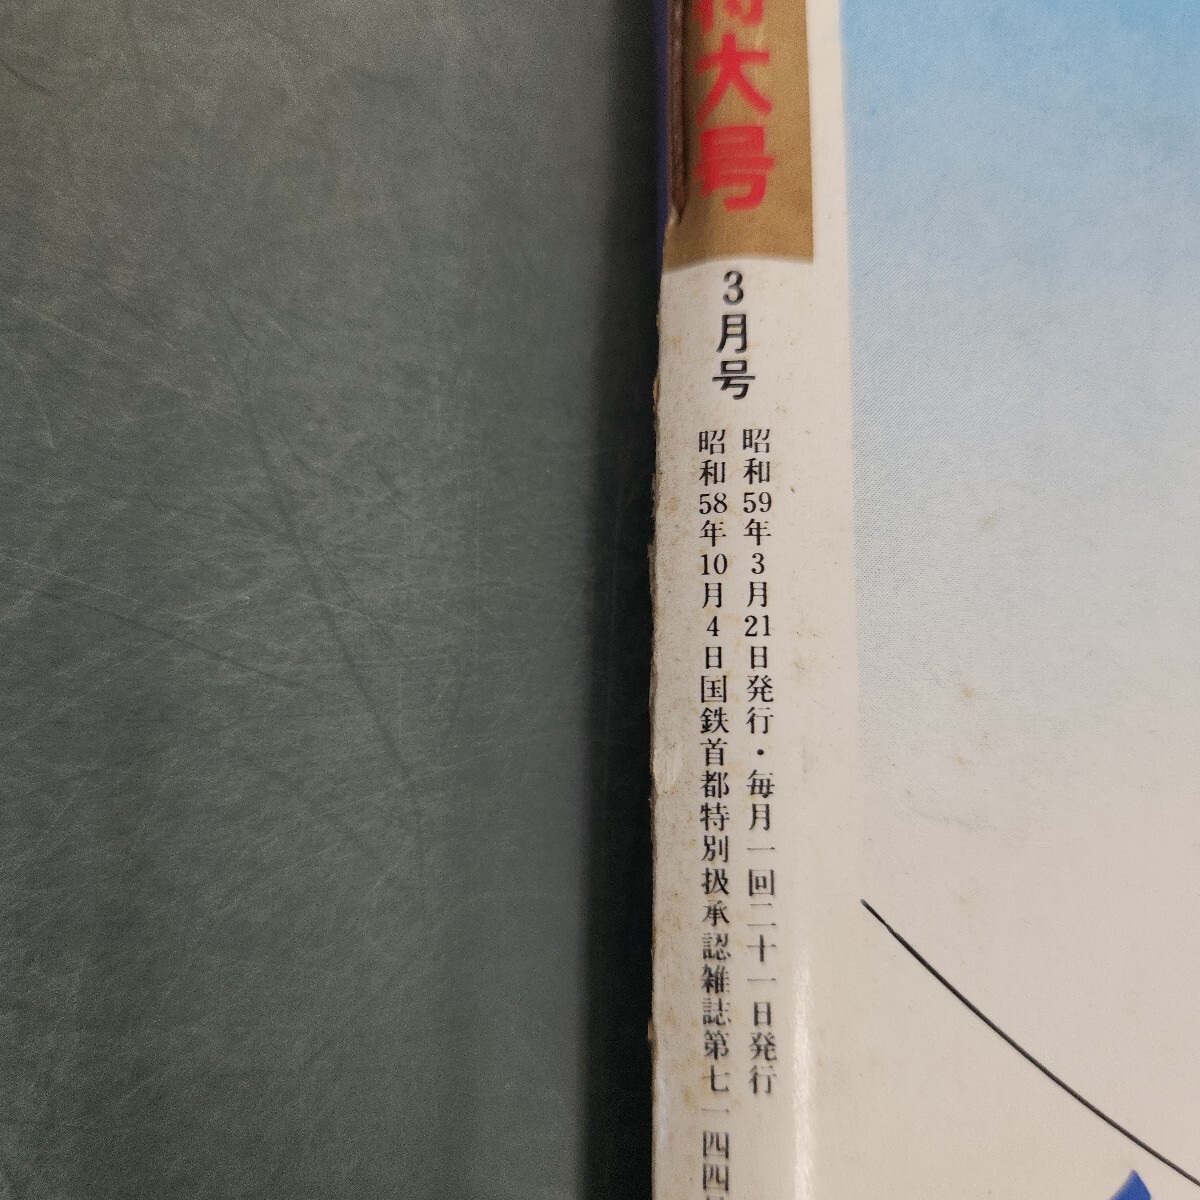 特大号
3月号
昭和59年3月21日発行・毎月一回二十一日発行
昭和58年10月4日国鉄首都特別扱承認雑誌第七一四四号